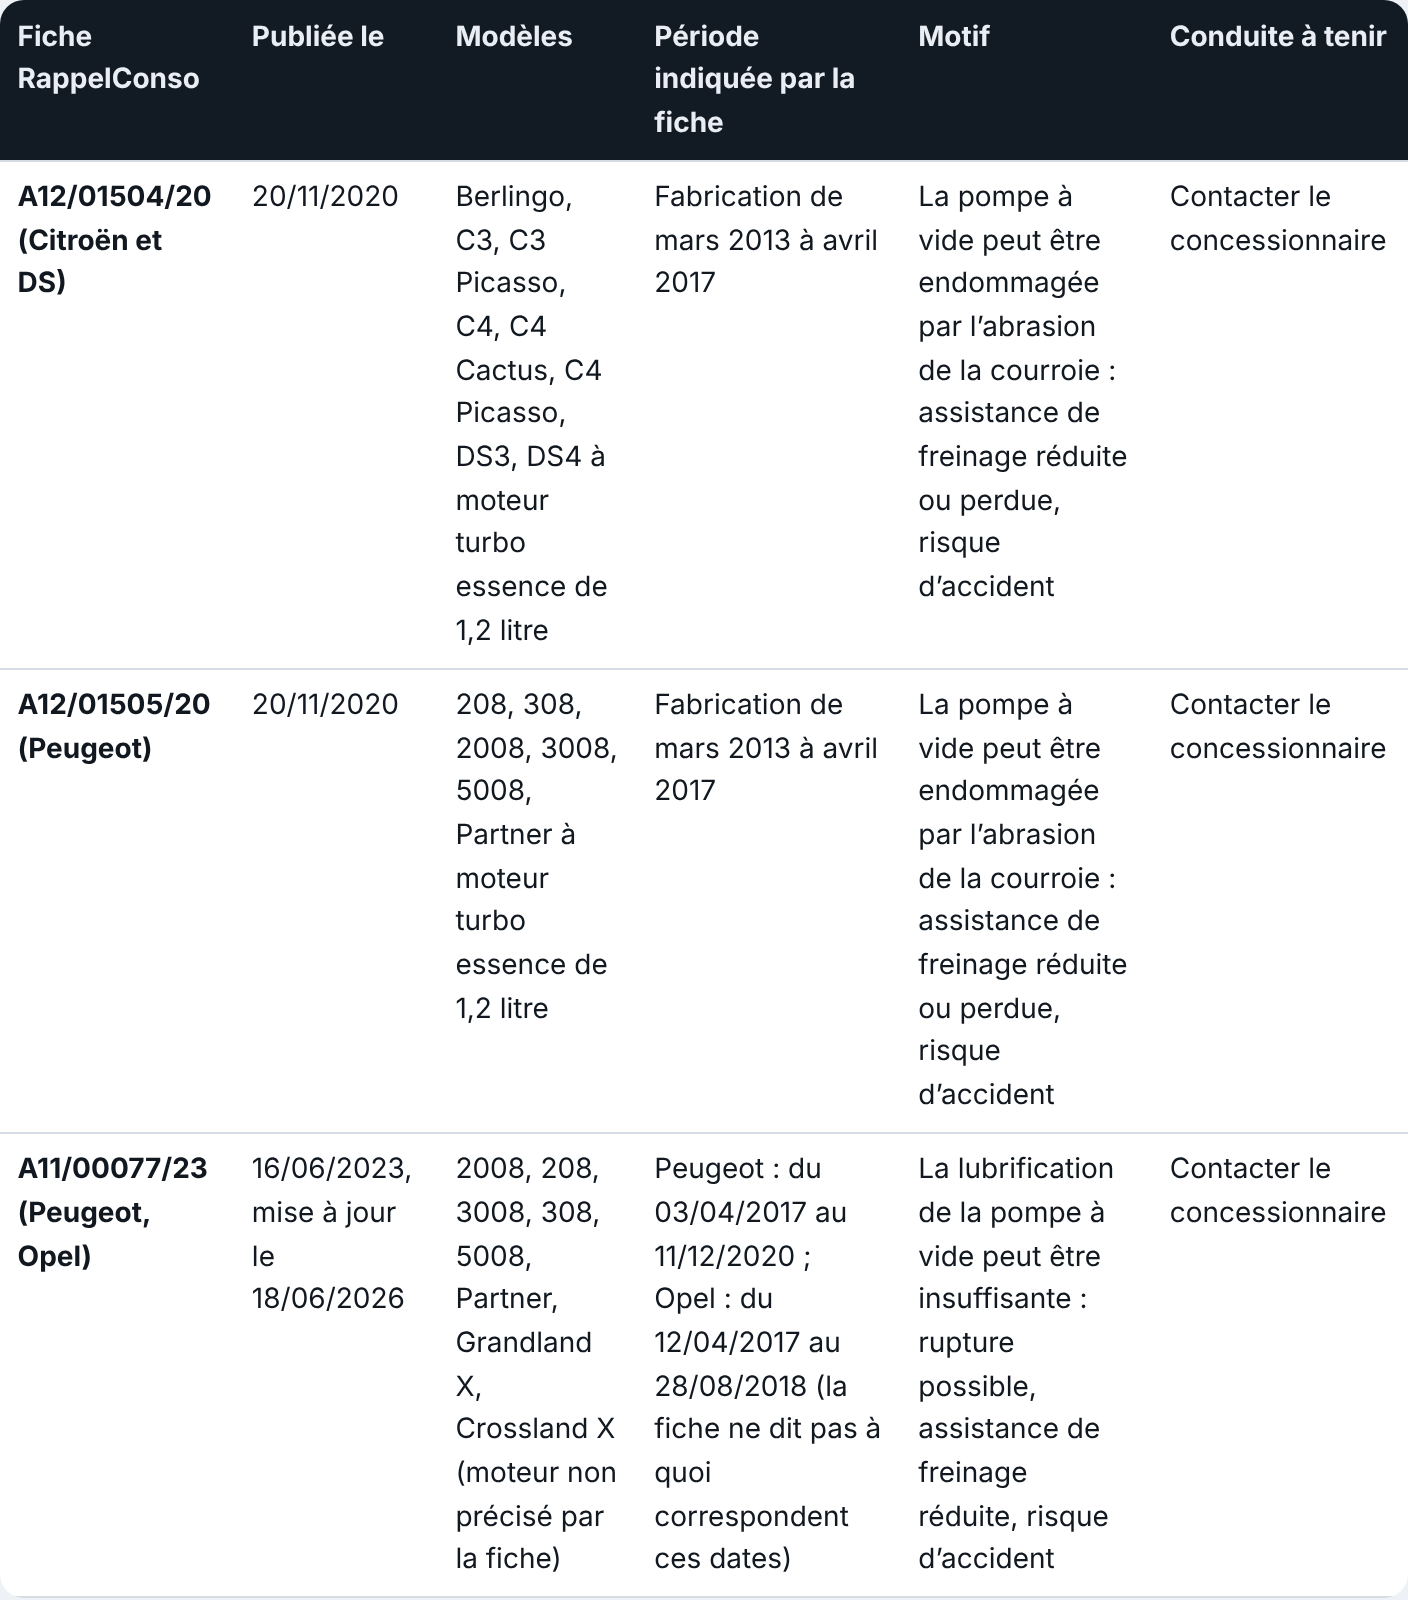 Fiche
RappelConso
Publiée le
Modèles
Période
indiquée par la
fiche
Motif
Conduite à tenir
A12/01504/20
(Citroën et
DS)
20/11/2020
Berlingo,
C3, C3
Picasso,
C4, C4
Cactus, C4
Picasso,
DS3, DS4 à
moteur
turbo
essence de
1,2 litre
Fabrication de
mars 2013 à avril
2017
La pompe à
vide peut être
endommagée
par l’abrasion
de la courroie :
assistance de
freinage réduite
ou perdue,
risque
d’accident
Contacter le
concessionnaire
A12/01505/20
(Peugeot)
20/11/2020
208, 308,
2008, 3008,
5008,
Partner à
moteur
turbo
essence de
1,2 litre
Fabrication de
mars 2013 à avril
2017
La pompe à
vide peut être
endommagée
par l’abrasion
de la courroie :
assistance de
freinage réduite
ou perdue,
risque
d’accident
Contacter le
concessionnaire
A11/00077/23
(Peugeot,
Opel)
16/06/2023,
mise à jour
le
18/06/2026
2008, 208,
3008, 308,
5008,
Partner,
Grandland
X,
Crossland X
(moteur non
précisé par
la fiche)
Peugeot : du
03/04/2017 au
11/12/2020 ;
Opel : du
12/04/2017 au
28/08/2018 (la
fiche ne dit pas à
quoi
correspondent
ces dates)
La lubrification
de la pompe à
vide peut être
insuffisante :
rupture
possible,
assistance de
freinage
réduite, risque
d’accident
Contacter le
concessionnaire